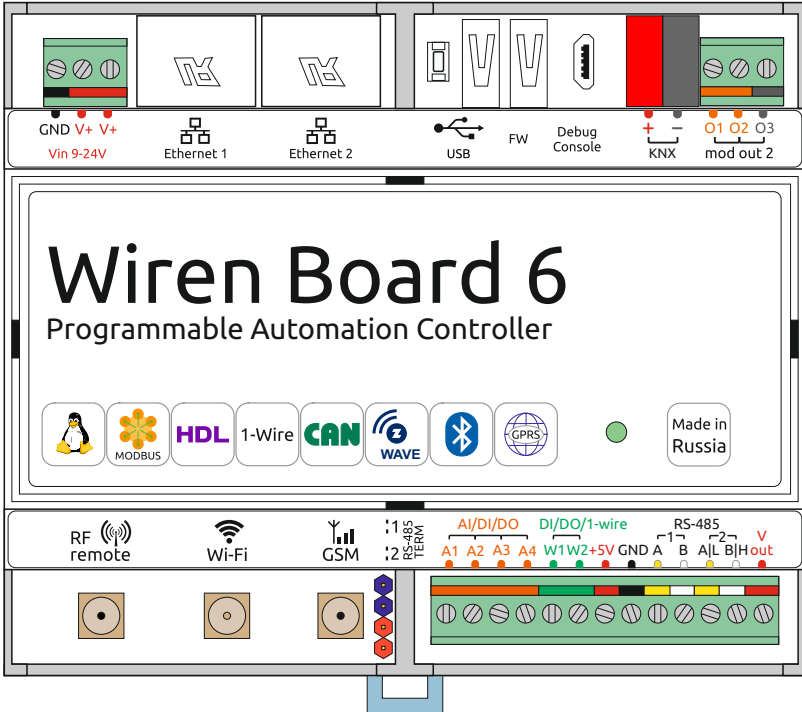 GND V+ V+
Vin 9-24V
Ethernet 1
Ethernet 2
USB
FW
Debug
Console
+ −
KNX
O1 O2 O3
mod out 2
Wiren Board 6
Programmable Automation Controller
MODBUS
HDL
1-Wire
CAN
Z
WAVE
GPRS
Made in
Russia
RF
remote
Wi-Fi
GSM
1
2
RS-485
TERM
AI/DI/DO
A1 A2 A3 A4
DI/DO/1-wire
W1 W2 +5V GND
RS-485
1 2
A B A|L B|H
V
out